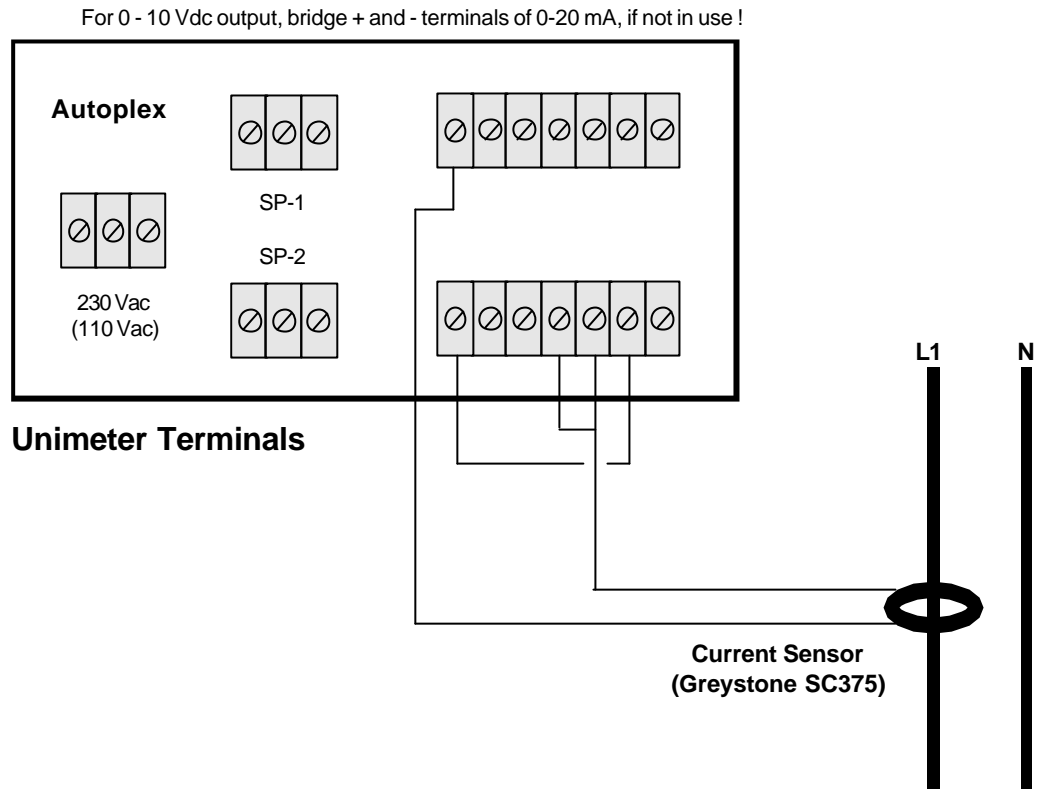 For 0 - 10 Vdc output, bridge + and - terminals of 0-20 mA, if not in use !
Autoplex
SP-1
SP-2
230 Vac
(110 Vac)
L1 N
Unimeter Terminals
Current Sensor
(Greystone SC375)